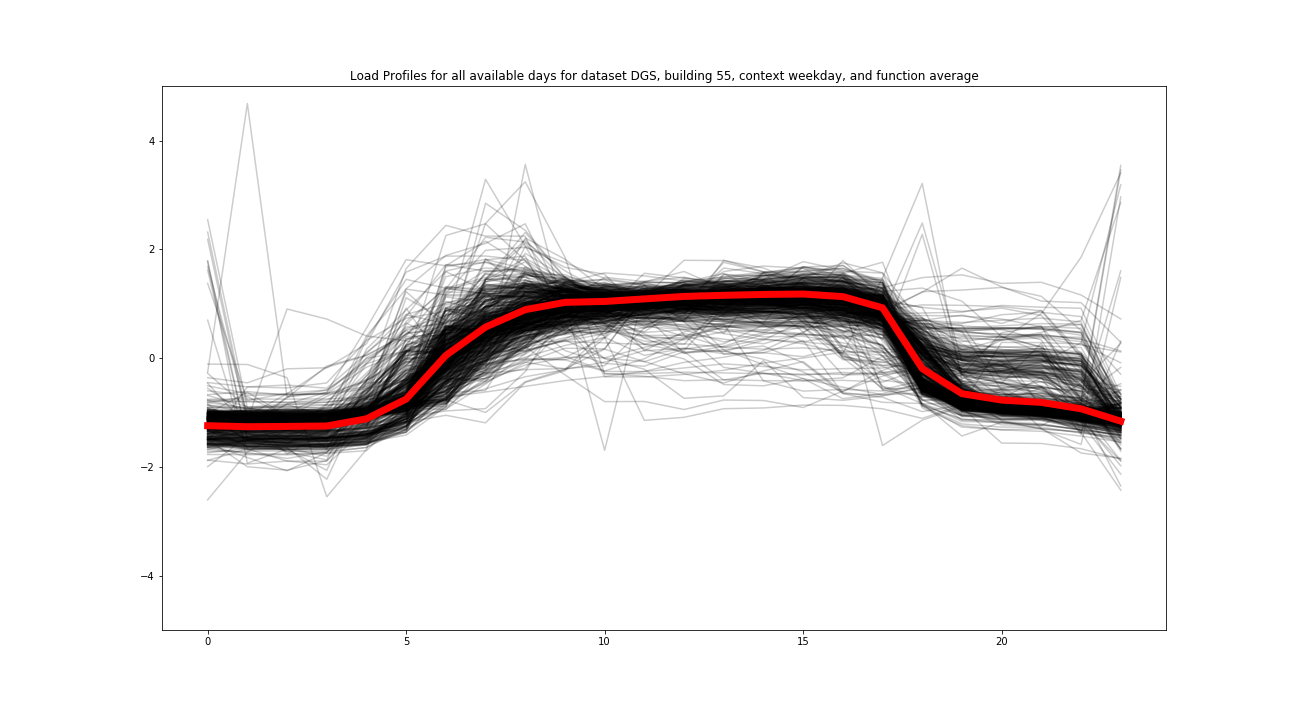 Load Profiles for all available days for dataset DGS, building 55, context weekday, and function average
4
2
0
−2
−4
0 5 10 15 20